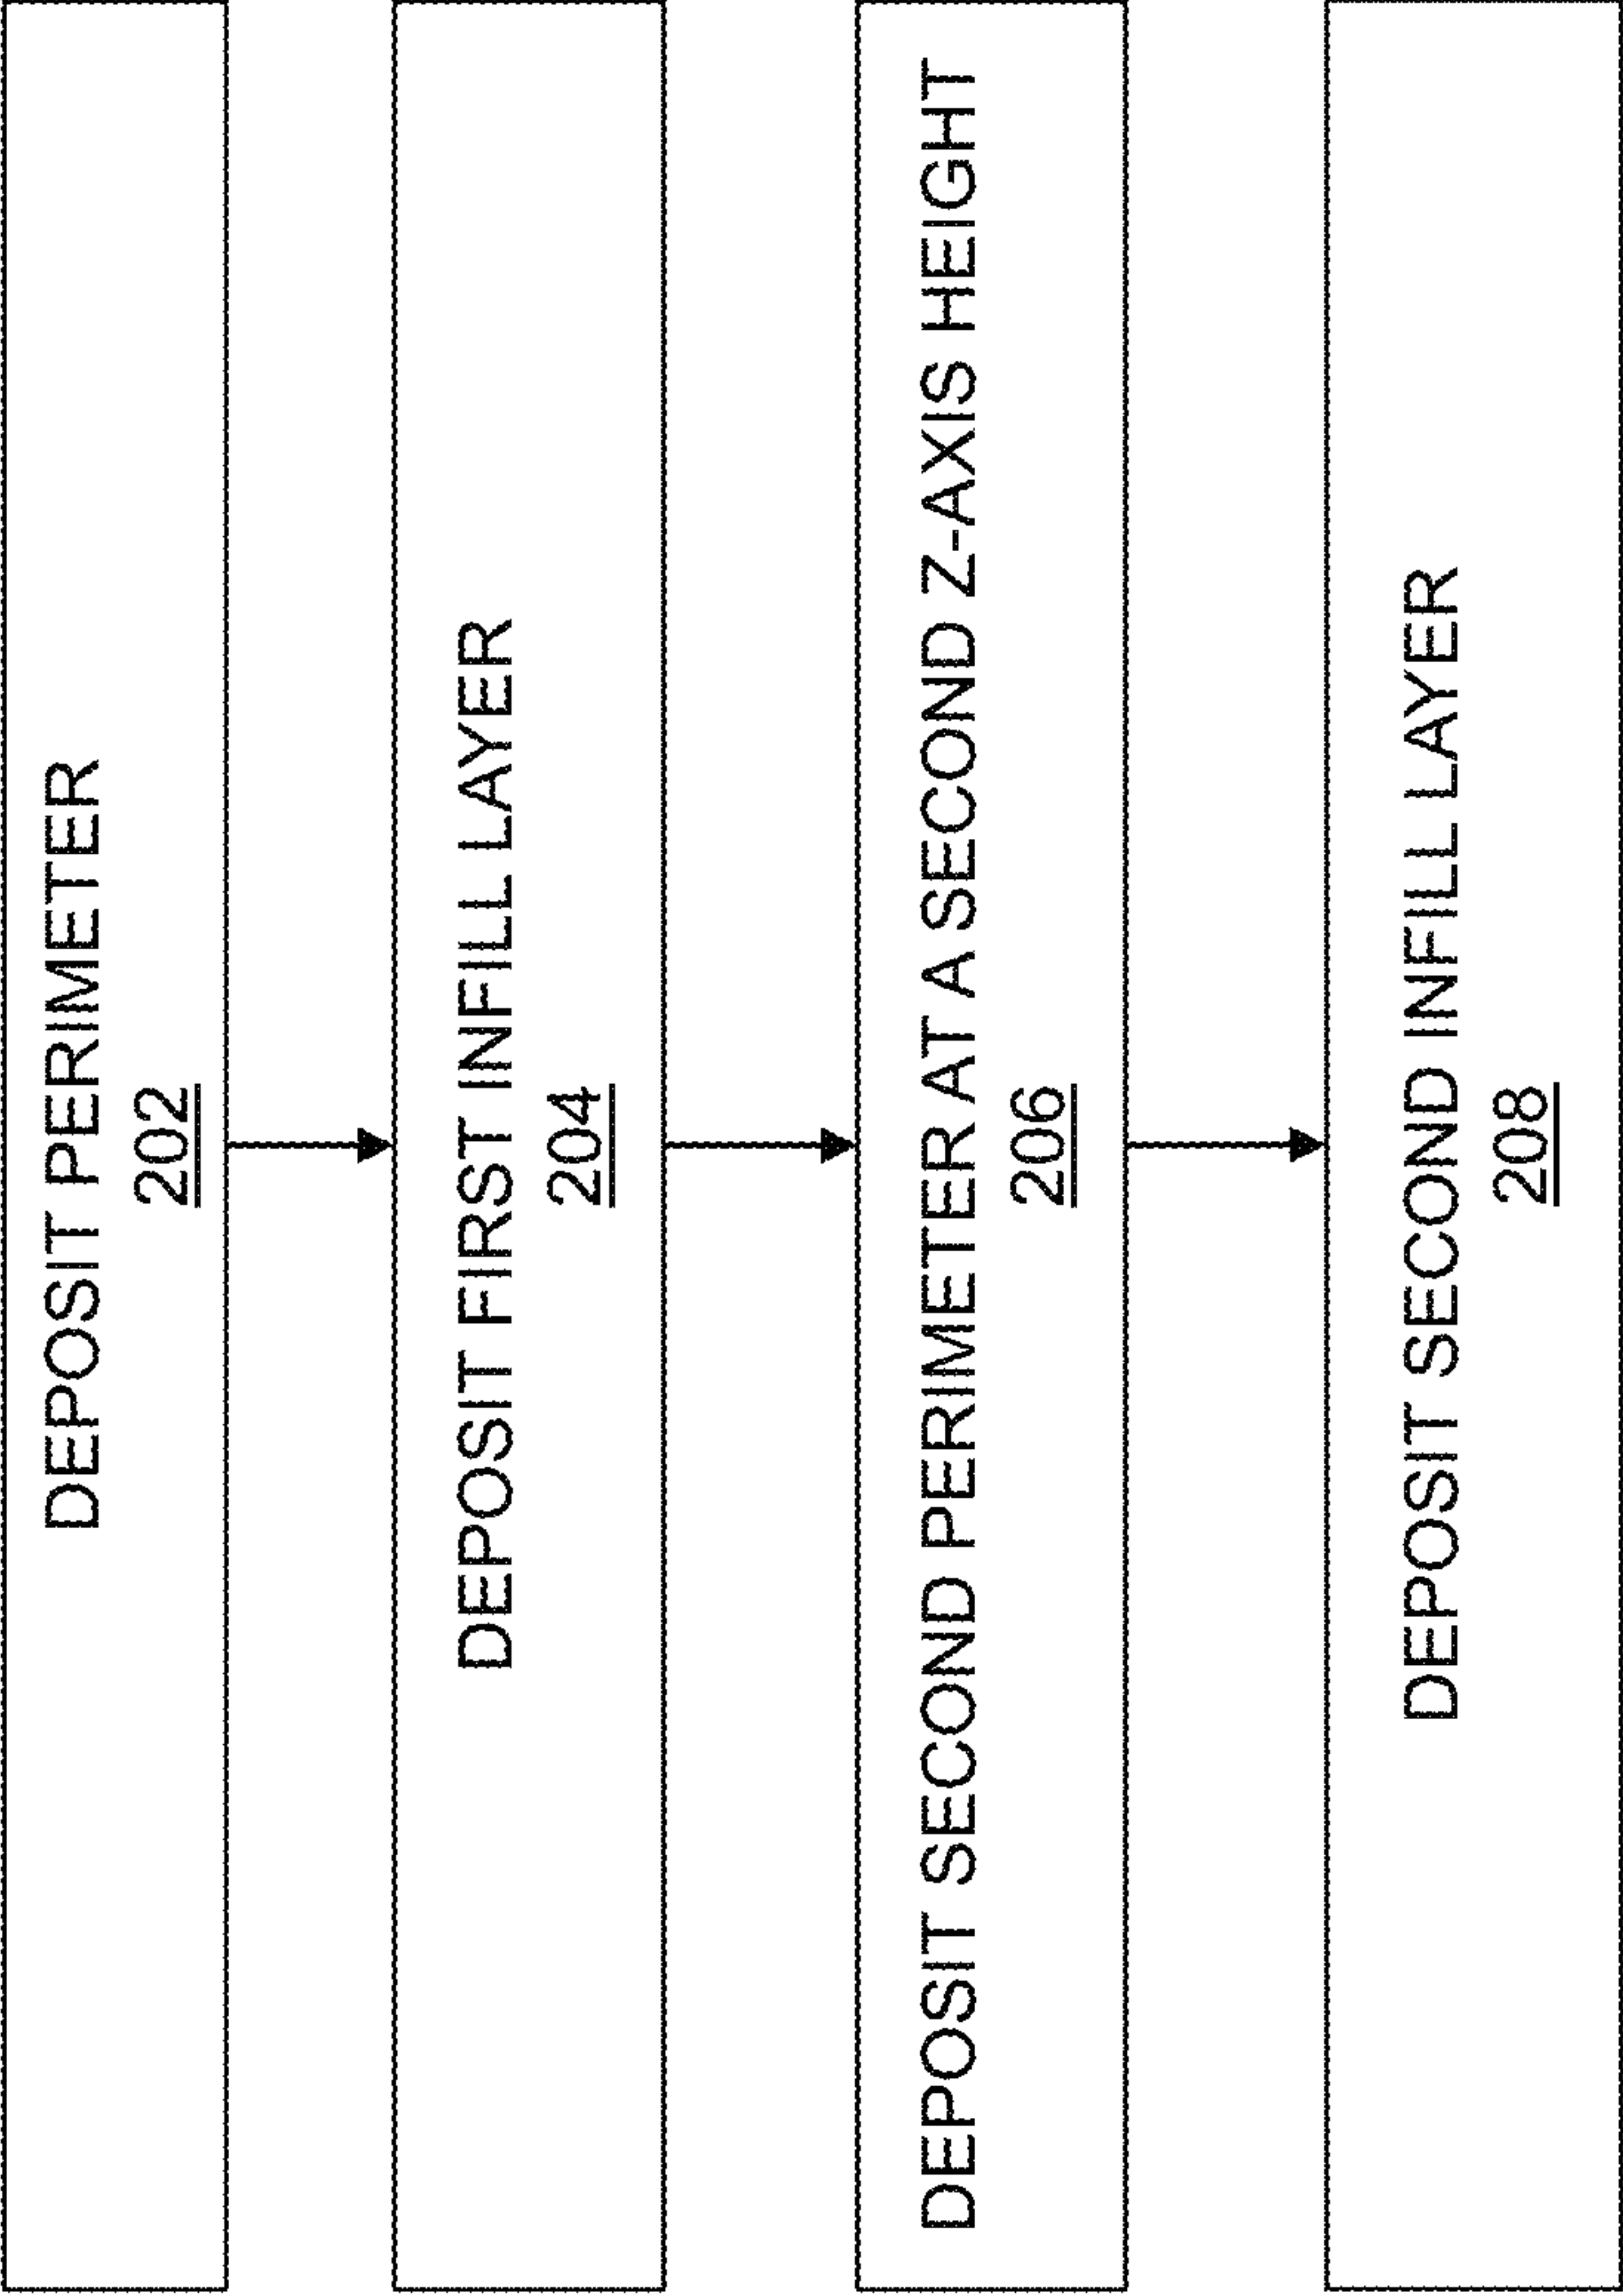 DEPOSIT PERIMETER
202
DEPOSIT FIRST INFILL LAYER
204
DEPOSIT SECOND PERIMETER AT A SECOND Z-AXIS HEIGHT
206
DEPOSIT SECOND INFILL LAYER
208